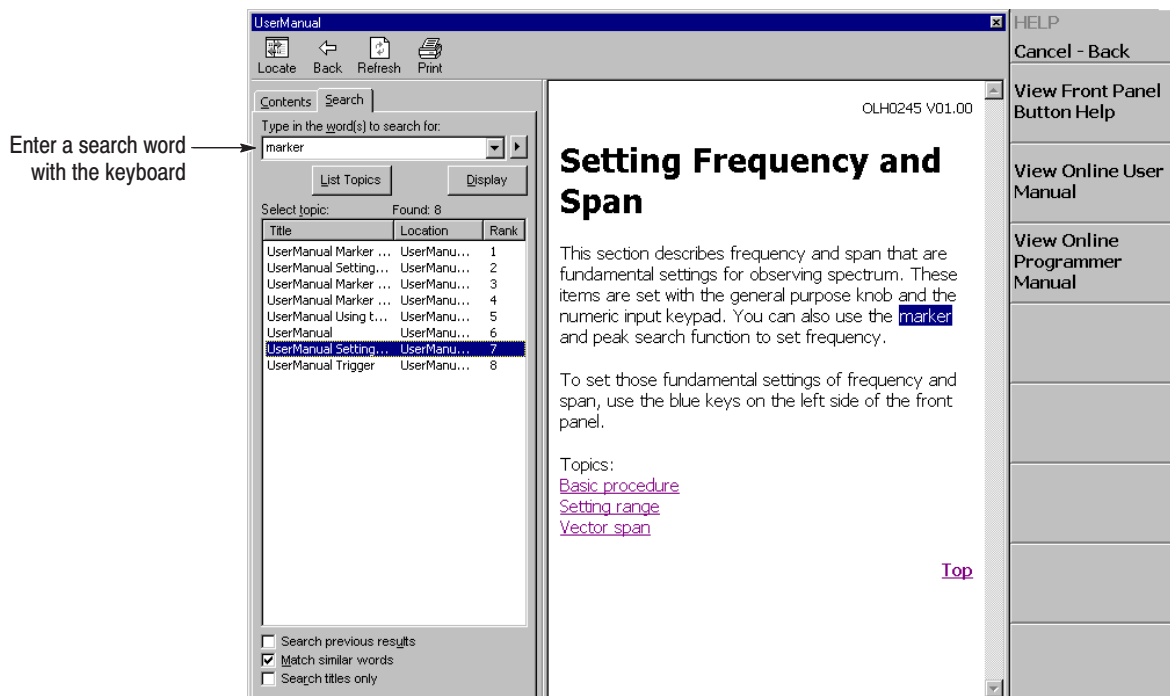 Enter a search word
with the keyboard
UserManual
Locate Back Refresh Print
Contents Search
Type in the word(s) to search for:
marker
List Topics Display
Select topic: Found: 8
Title Location Rank
UserManual Marker ... UserManu... 1
UserManual Setting... UserManu... 2
UserManual Marker ... UserManu... 3
UserManual Marker ... UserManu... 4
UserManual Using t... UserManu... 5
UserManual UserManu... 6
UserManual Setting... UserManu... 7
UserManual Trigger UserManu... 8
Search previous results
Match similar words
Search titles only
OLH0245 V01.00
Setting Frequency and
Span
This section describes frequency and span that are
fundamental settings for observing spectrum. These
items are set with the general purpose knob and the
numeric input keypad. You can also use the marker
and peak search function to set frequency.
To set those fundamental settings of frequency and
span, use the blue keys on the left side of the front
panel.
Topics:
Basic procedure
Setting range
Vector span
Top
HELP
Cancel - Back
View Front Panel
Button Help
View Online User
Manual
View Online
Programmer
Manual